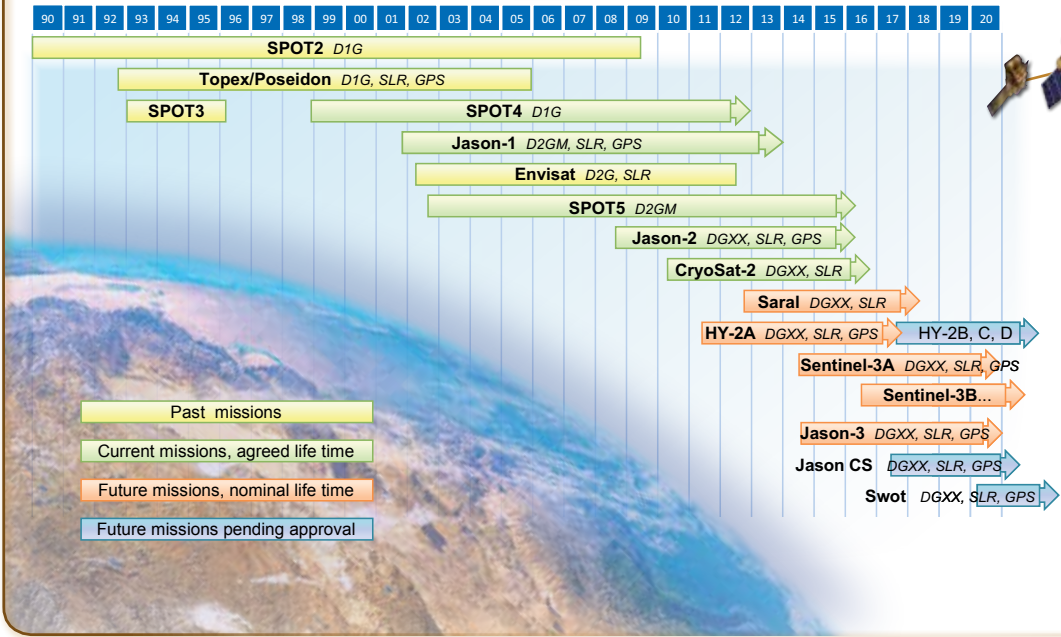 90 91 92 93 94 95 96 97 98 99 00 01 02 03 04 05 06 07 08 09 10 11 12 13 14 15 16 17 18 19 20
SPOT2 D1G
Topex/Poseidon D1G, SLR, GPS
SPOT3 SPOT4 D1G
Jason-1 D2GM, SLR, GPS
Envisat D2G, SLR
SPOT5 D2GM
Jason-2 DGXX, SLR, GPS
CryoSat-2 DGXX, SLR
Saral DGXX, SLR
HY-2A DGXX, SLR, GPS HY-2B, C, D
Sentinel-3A DGXX, SLR, GPS
Sentinel-3B...
Jason-3 DGXX, SLR, GPS
Jason CS DGXX, SLR, GPS
Swot DGXX, SLR, GPS
Past missions
Current missions, agreed life time
Future missions, nominal life time
Future missions pending approval